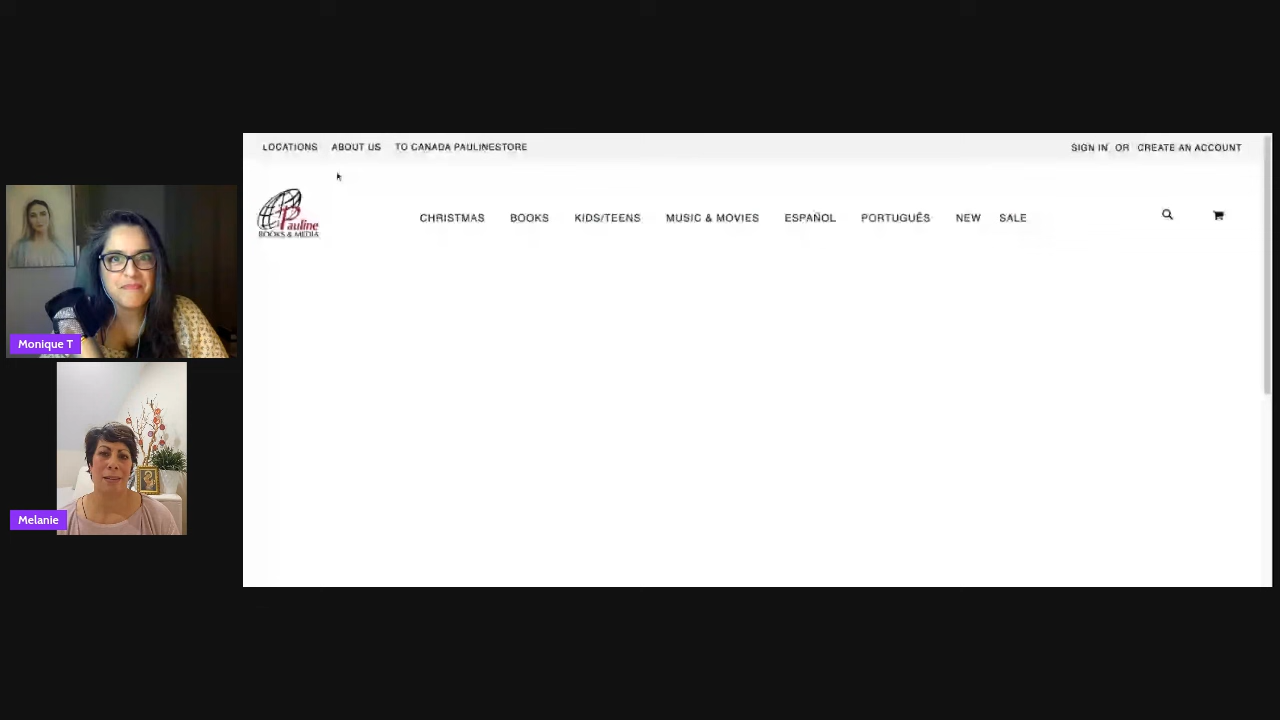 LOCATIONS ABOUT US TO CANADA PAULINESTORE SIGN IN OR CREATE AN ACCOUNT
Pauline
BOOKS & MEDIA
CHRISTMAS BOOKS KIDS/TEENS MUSIC & MOVIES ESPAÑOL PORTUGUÊS NEW SALE
Monique T
Melanie